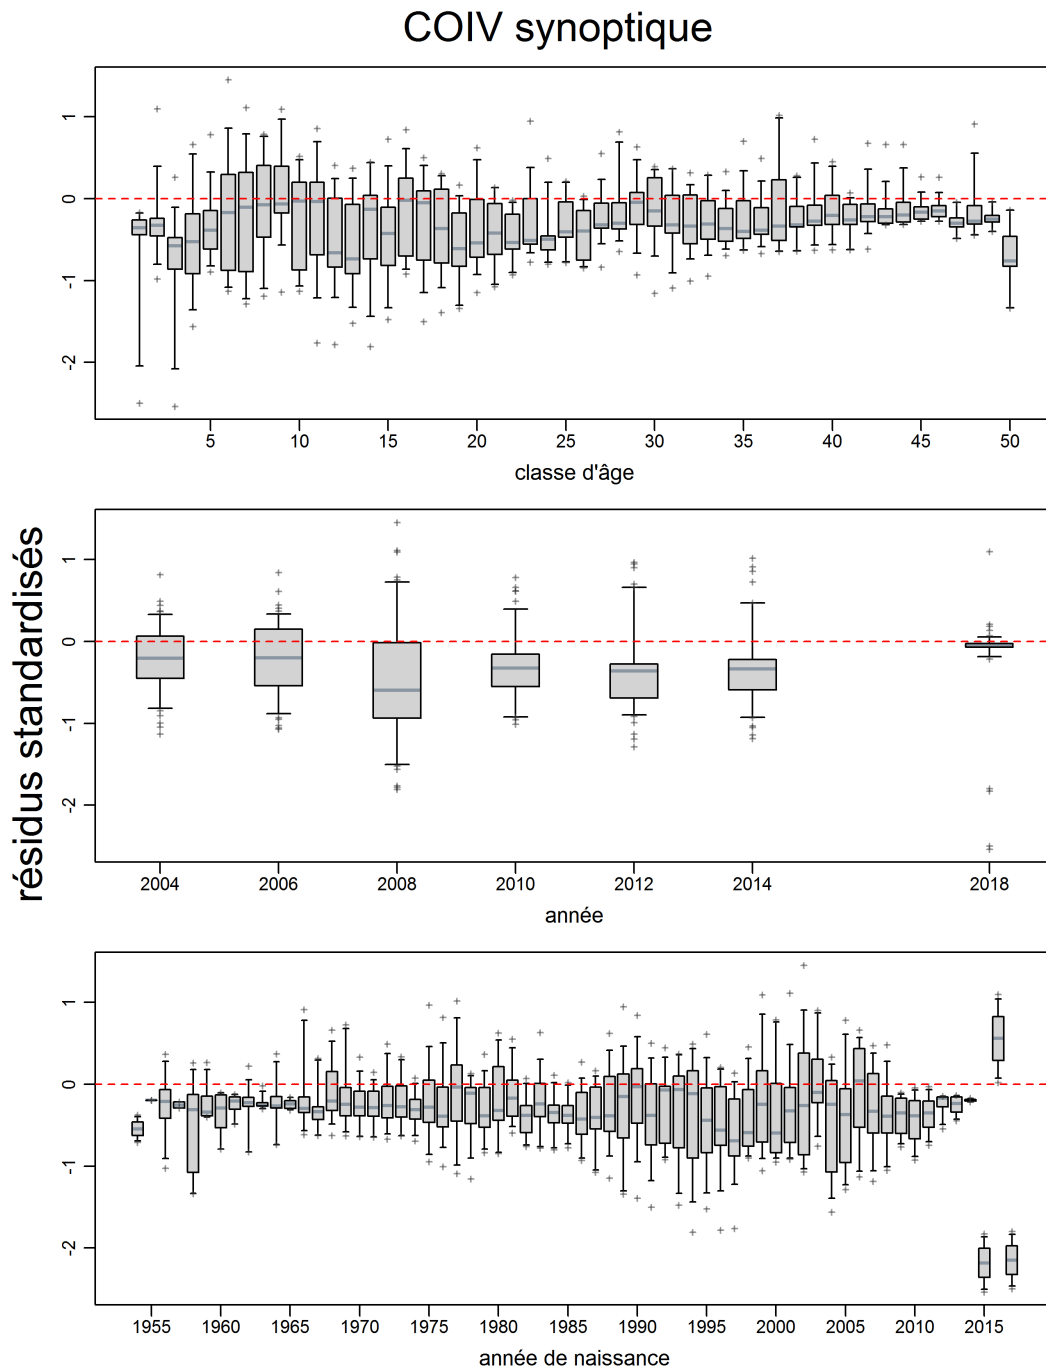 COIV synoptique
1
0
-1
-2
5 10 15 20 25 30 35 40 45 50
classe d'âge
résidus standardisés
1
0
-1
-2
2004 2006 2008 2010 2012 2014 2018
année
1
0
-1
-2
1955 1960 1965 1970 1975 1980 1985 1990 1995 2000 2005 2010 2015
année de naissance